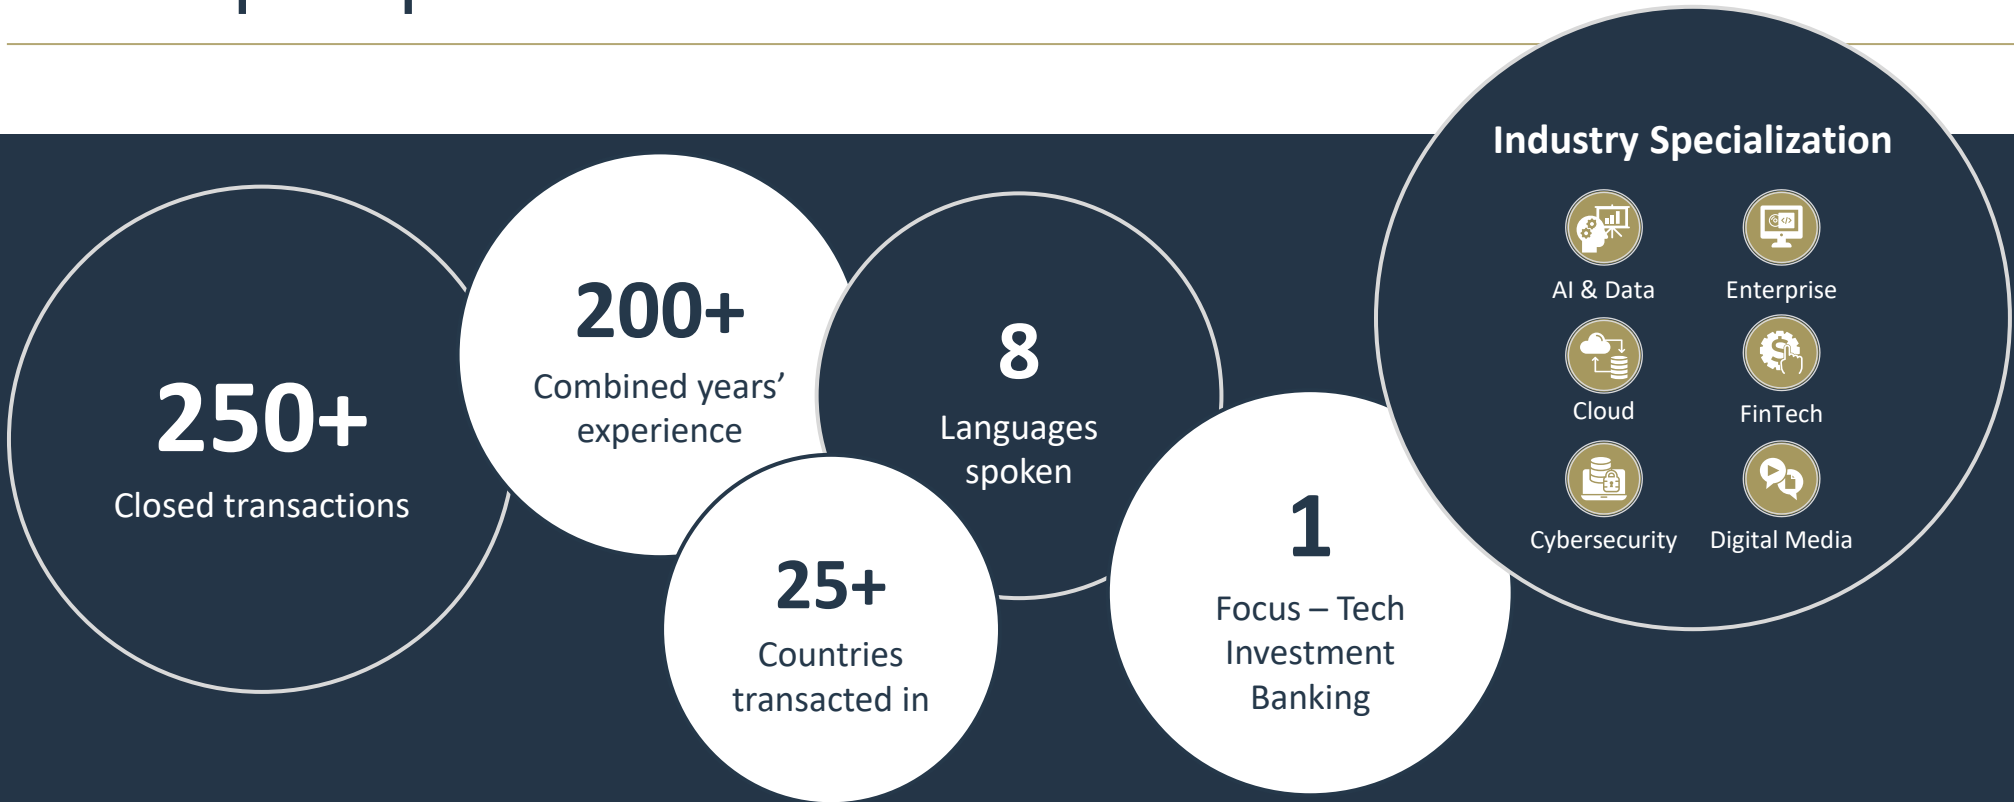 250+
Closed transactions
200+
Combined years’
experience
25+
Countries
transacted in
8
Languages
spoken
1
Focus – Tech
Investment
Banking
Industry Specialization
AI & Data
Enterprise
Cloud
FinTech
Cybersecurity
Digital Media